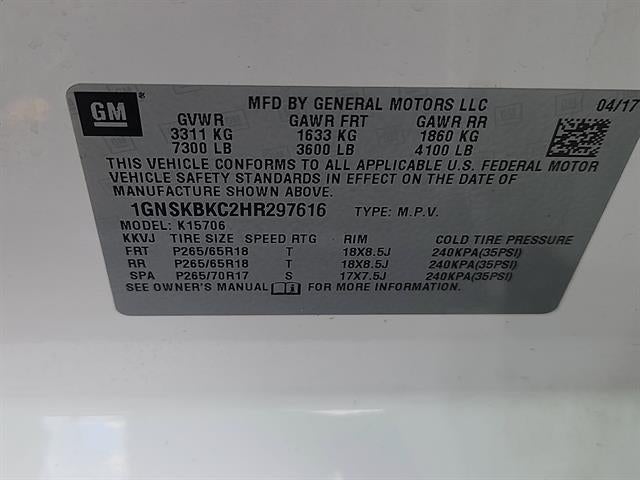 GM
MFD BY GENERAL MOTORS LLC 04/17
GVWR GAWR FRT GAWR RR
3311 KG 1633 KG 1860 KG
7300 LB 3600 LB 4100 LB
THIS VEHICLE CONFORMS TO ALL APPLICABLE U.S. FEDERAL MOTOR
VEHICLE SAFETY STANDARDS IN EFFECT ON THE DATE OF
MANUFACTURE SHOWN ABOVE.
1GNSKBKC2HR297616 TYPE: M.P.V.
MODEL: K15706
KKVJ TIRE SIZE SPEED RTG RIM COLD TIRE PRESSURE
FRT P265/65R18 T 18X8.5J 240KPA(35PSI)
RR P265/65R18 T 18X8.5J 240KPA(35PSI)
SPA P265/70R17 S 17X7.5J 240KPA(35PSI)
SEE OWNER'S MANUAL FOR MORE INFORMATION.